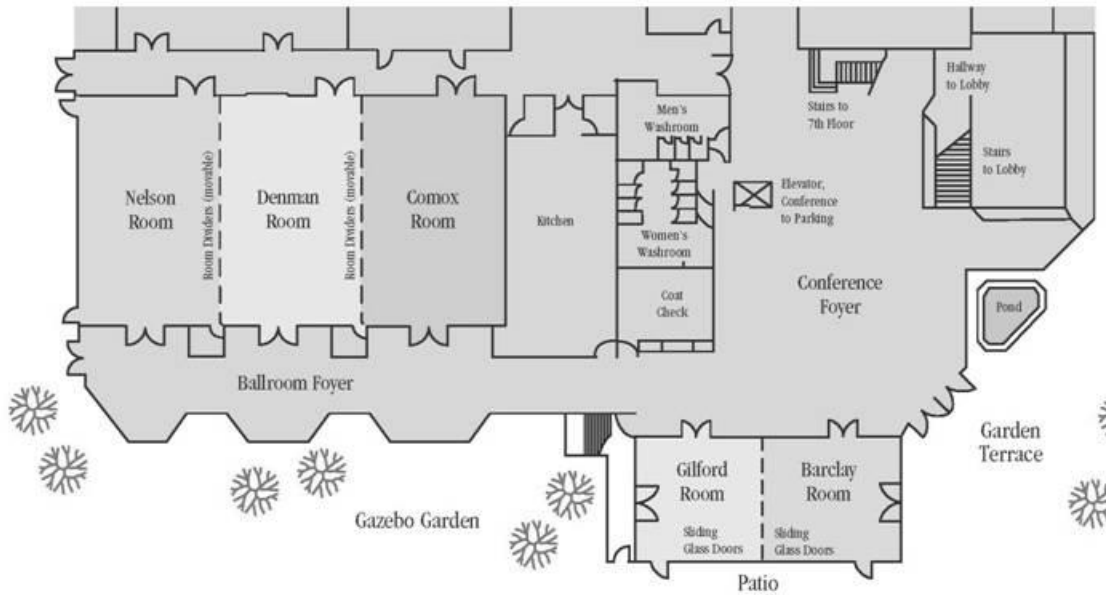 Hallway
to Lobby
Stairs to
7th Floor
Men's
Washroom
Stairs
to Lobby
Nelson
Room
Room Dividers (movable)
Denman
Room
Room Dividers (movable)
Comox
Room
Kitchen
Elevator,
Conference
to Parking
Women's
Washroom
Conference
Foyer
Coat
Check
Pond
Ballroom Foyer
Garden
Terrace
Gilford
Room
Barclay
Room
Gazebo Garden
Sliding
Glass Doors
Sliding
Glass Doors
Patio